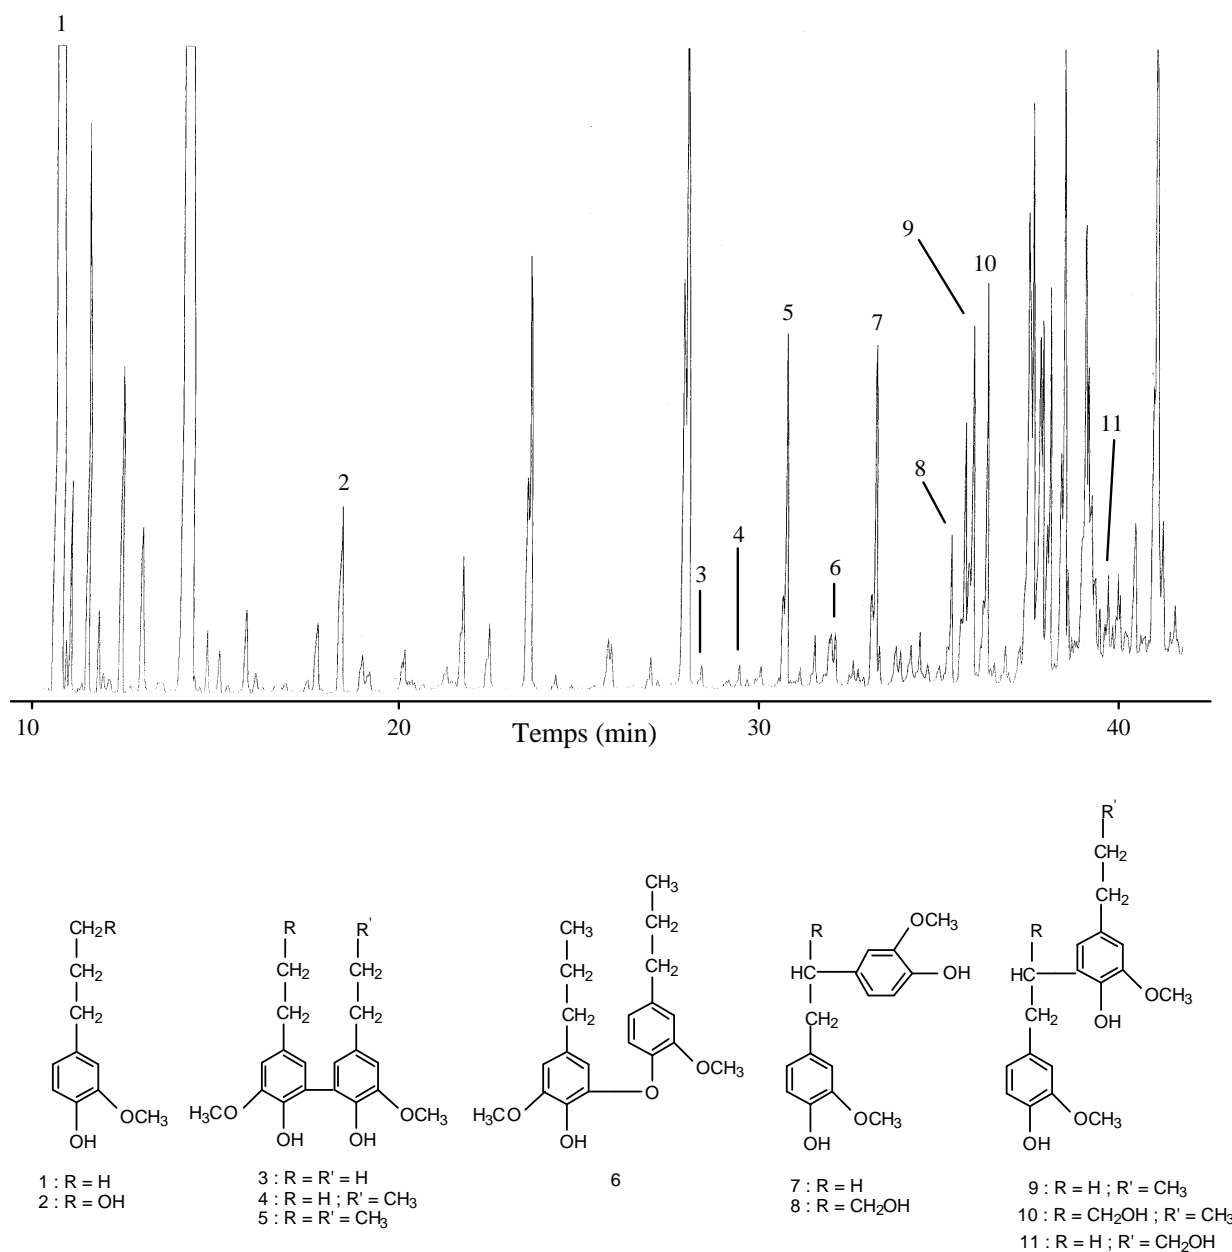 1
9
10
5
7
11
2
8
4
6
3
10
20
30
40
Temps (min)
R'
CH₂
CH₃
CH₂R
CH₃
CH₂
CH₂
R
R'
R
OCH₃
R
CH₂
CH₂
CH₂
CH₂
CH₂
CH₂
HC
OH
HC
OCH₃
CH₂
CH₂
CH₂
CH₂
CH₂
CH₂
OH
OCH₃
OCH₃
H₃CO
OCH₃
H₃CO
O
OCH₃
OCH₃
OH
OH
OH
OH
OH
OH
1 : R = H
2 : R = OH
3 : R = R' = H
4 : R = H ; R' = CH₃
5 : R = R' = CH₃
6
7 : R = H
8 : R = CH₂OH
9 : R = H ; R' = CH₃
10 : R = CH₂OH ; R' = CH₃
11 : R = H ; R' = CH₂OH